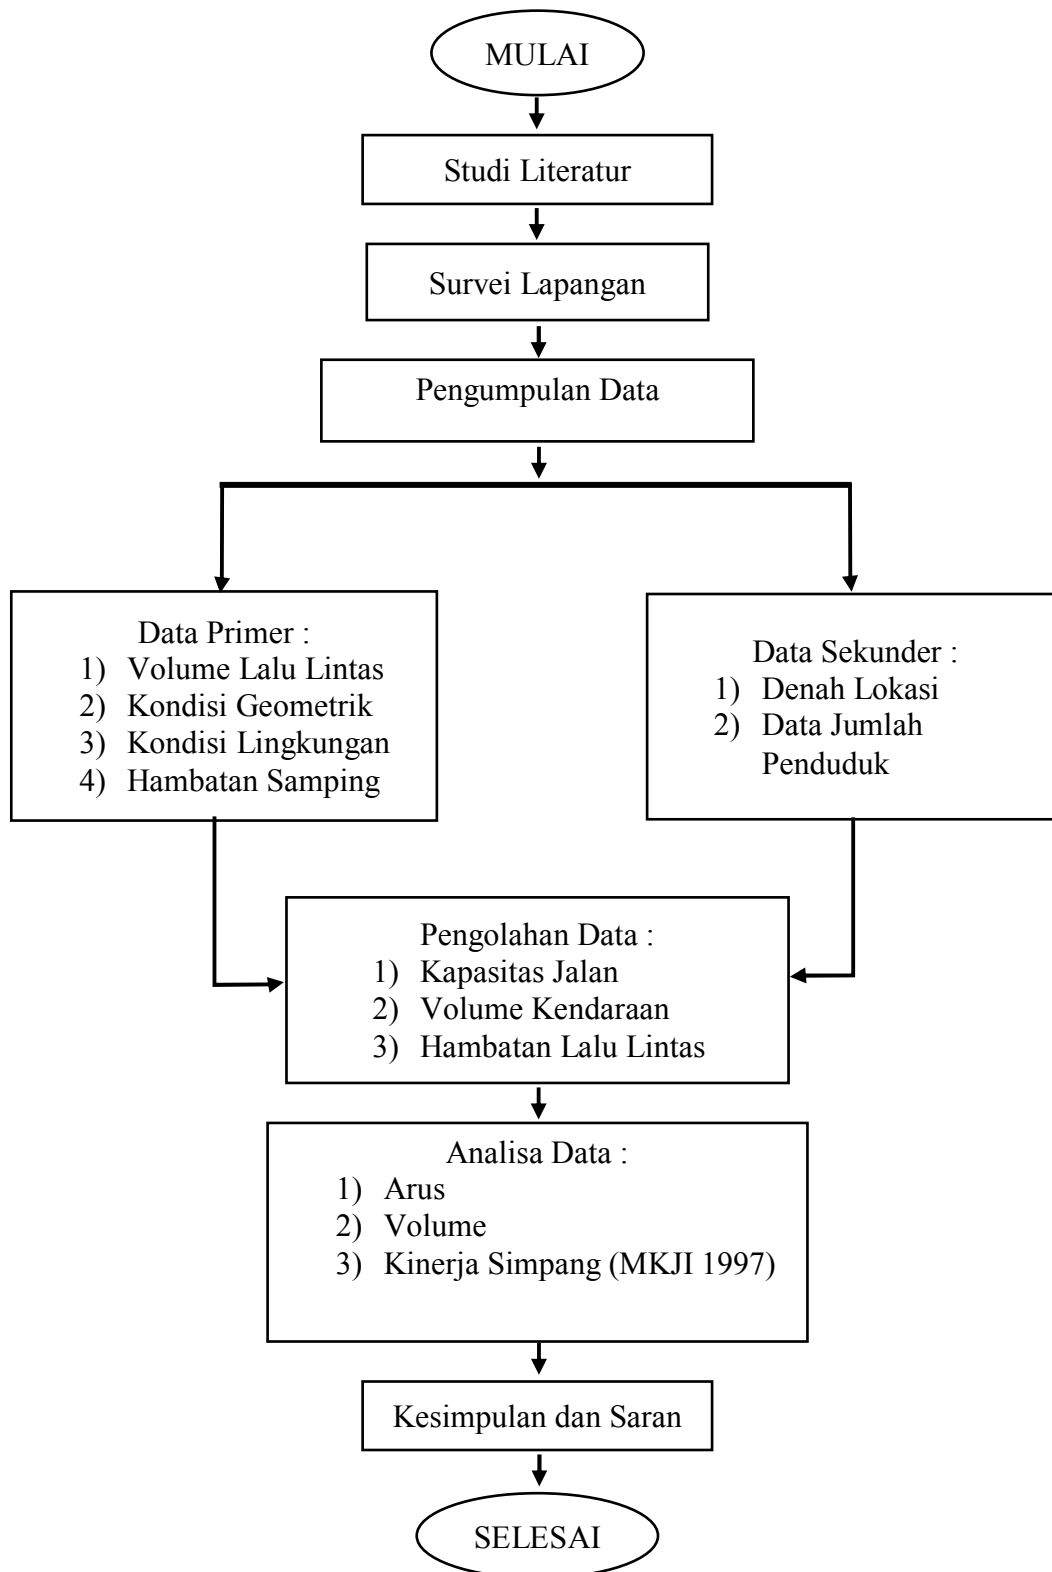 MULAI
Studi Literatur
Survei Lapangan
Pengumpulan Data
Data Primer :
1) Volume Lalu Lintas
2) Kondisi Geometrik
3) Kondisi Lingkungan
4) Hambatan Samping
Data Sekunder :
1) Denah Lokasi
2) Data Jumlah
Penduduk
Pengolahan Data :
1) Kapasitas Jalan
2) Volume Kendaraan
3) Hambatan Lalu Lintas
Analisa Data :
1) Arus
2) Volume
3) Kinerja Simpang (MKJI 1997)
Kesimpulan dan Saran
SELESAI